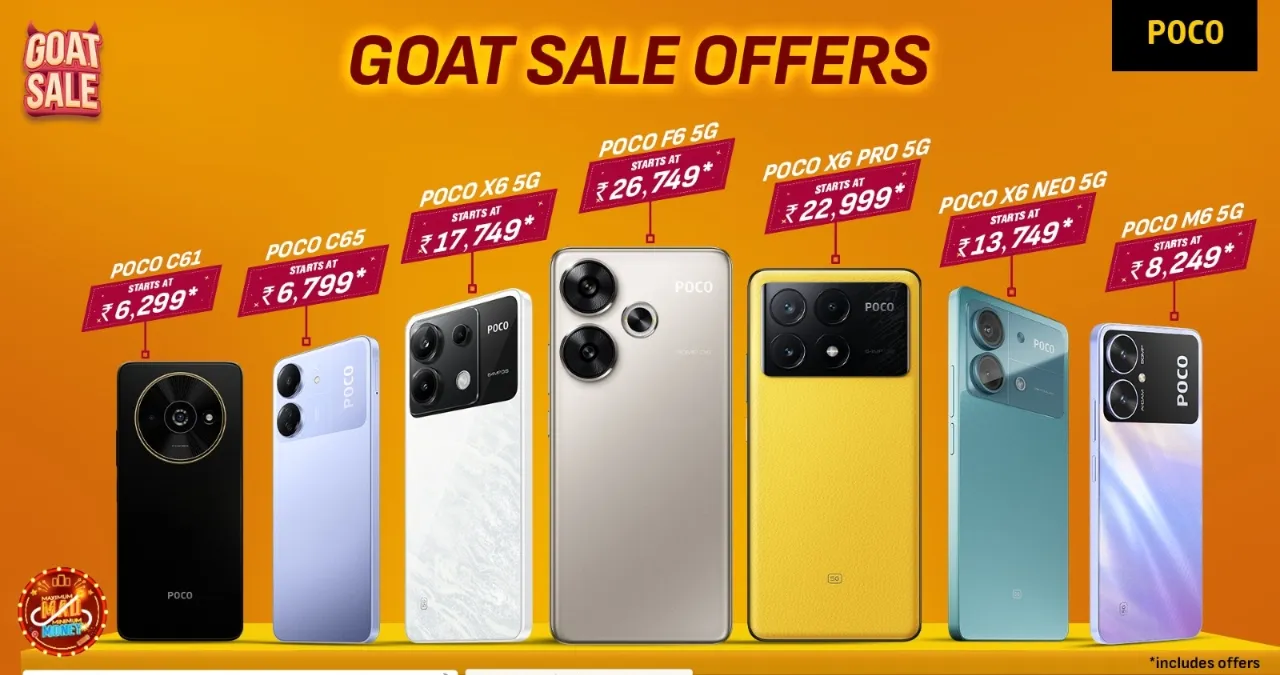 GOAT
SALE
GOAT SALE OFFERS
POCO
POCO C61
STARTS AT
₹6,299*
POCO C65
STARTS AT
₹6,799*
POCO X6 5G
STARTS AT
₹17,749*
POCO F6 5G
STARTS AT
₹26,749*
POCO X6 PRO 5G
STARTS AT
₹22,999*
POCO X6 NEO 5G
STARTS AT
₹13,749*
POCO M6 5G
STARTS AT
₹8,249*
POCO
POCO
POCO
POCO
POCO
POCO
POCO
5G
MAXIMUM
MAD
MINIMUM
MONEY
*includes offers